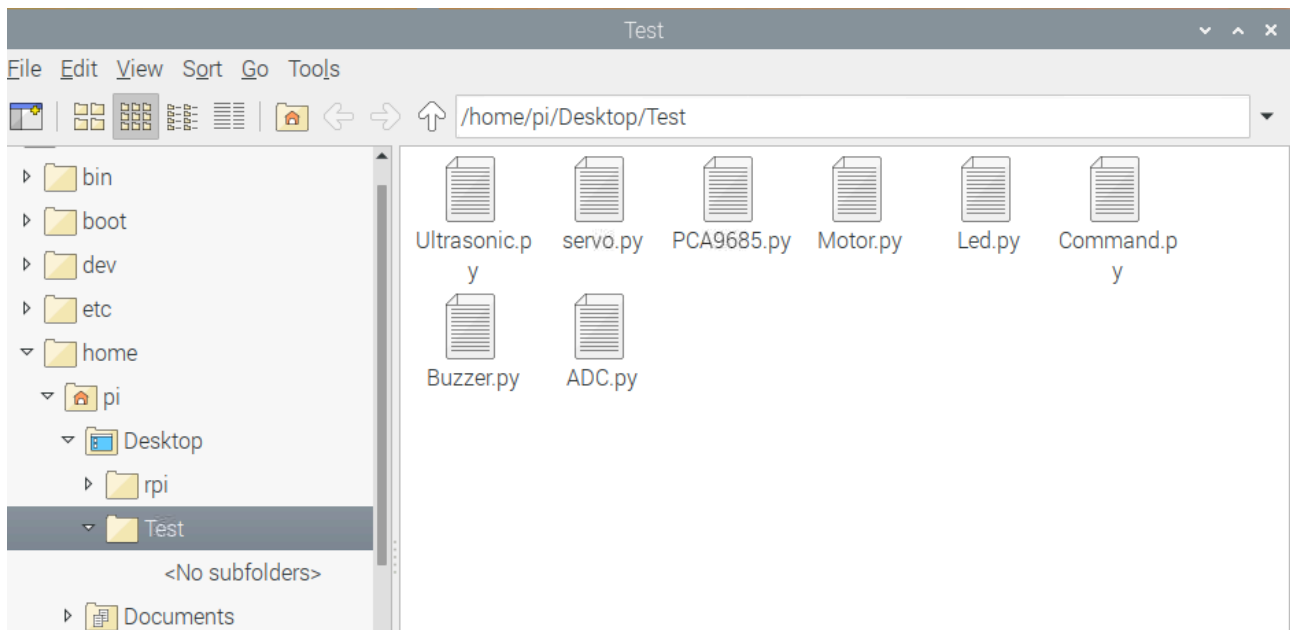 Test
File Edit View Sort Go Tools
/home/pi/Desktop/Test
bin
boot
dev
etc
home
pi
Desktop
rpi
Test
<No subfolders>
Documents
Ultrasonic.p
y
servo.py
PCA9685.py
Motor.py
Led.py
Command.p
y
Buzzer.py
ADC.py